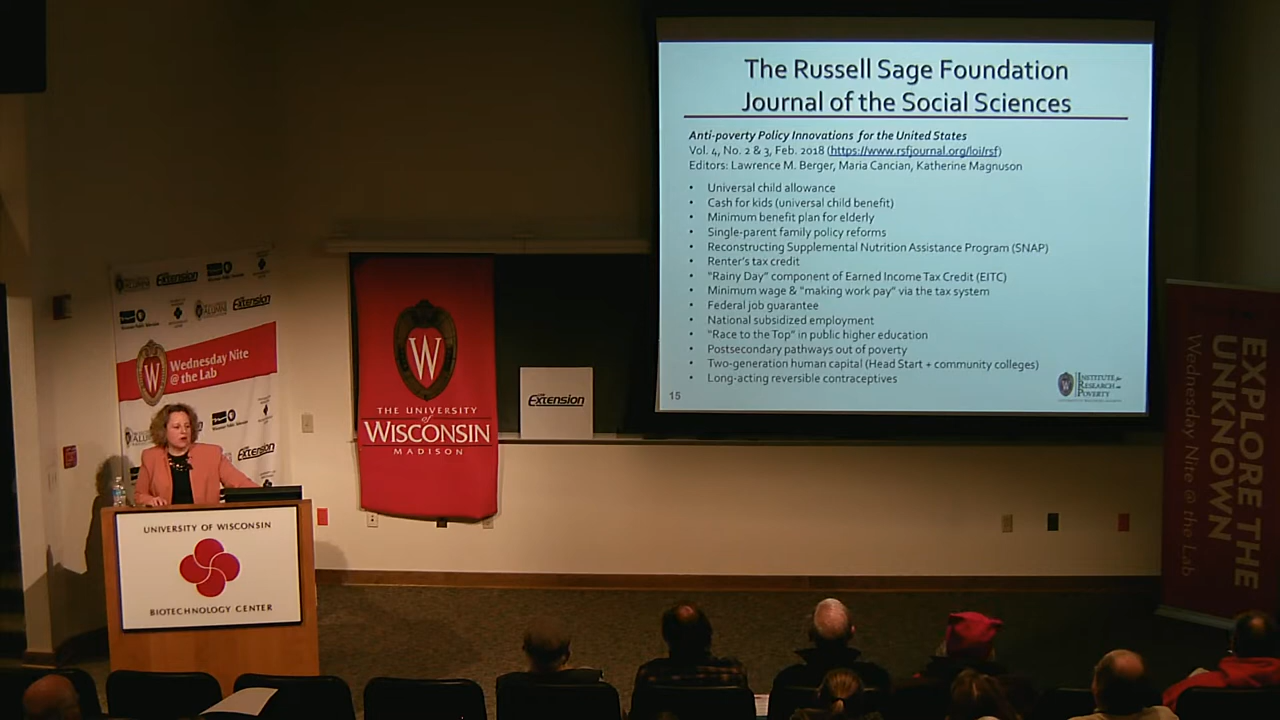 The Russell Sage Foundation
Journal of the Social Sciences
Anti-poverty Policy Innovations for the United States
Vol. 4, No. 2 & 3, Feb. 2018 (https://www.rsfjournal.org/loi/rsf)
Editors: Lawrence M. Berger, Maria Cancian, Katherine Magnuson
• Universal child allowance
• Cash for kids (universal child benefit)
• Minimum benefit plan for elderly
• Single-parent family policy reforms
• Reconstructing Supplemental Nutrition Assistance Program (SNAP)
• Renter's tax credit
• "Rainy Day" component of Earned Income Tax Credit (EITC)
• Minimum wage & "making work pay" via the tax system
• Federal job guarantee
• National subsidized employment
• "Race to the Top" in public higher education
• Postsecondary pathways out of poverty
• Two-generation human capital (Head Start + community colleges)
• Long-acting reversible contraceptives
15
INSTITUTE for
RESEARCH on
POVERTY
Extension
Extension
Wednesday Nite
@ the Lab
Extension
W
THE UNIVERSITY
of
WISCONSIN
MADISON
Extension
UNIVERSITY OF WISCONSIN
BIOTECHNOLOGY CENTER
EXPLORE THE
UNKNOWN
Wednesday Nite @ the Lab